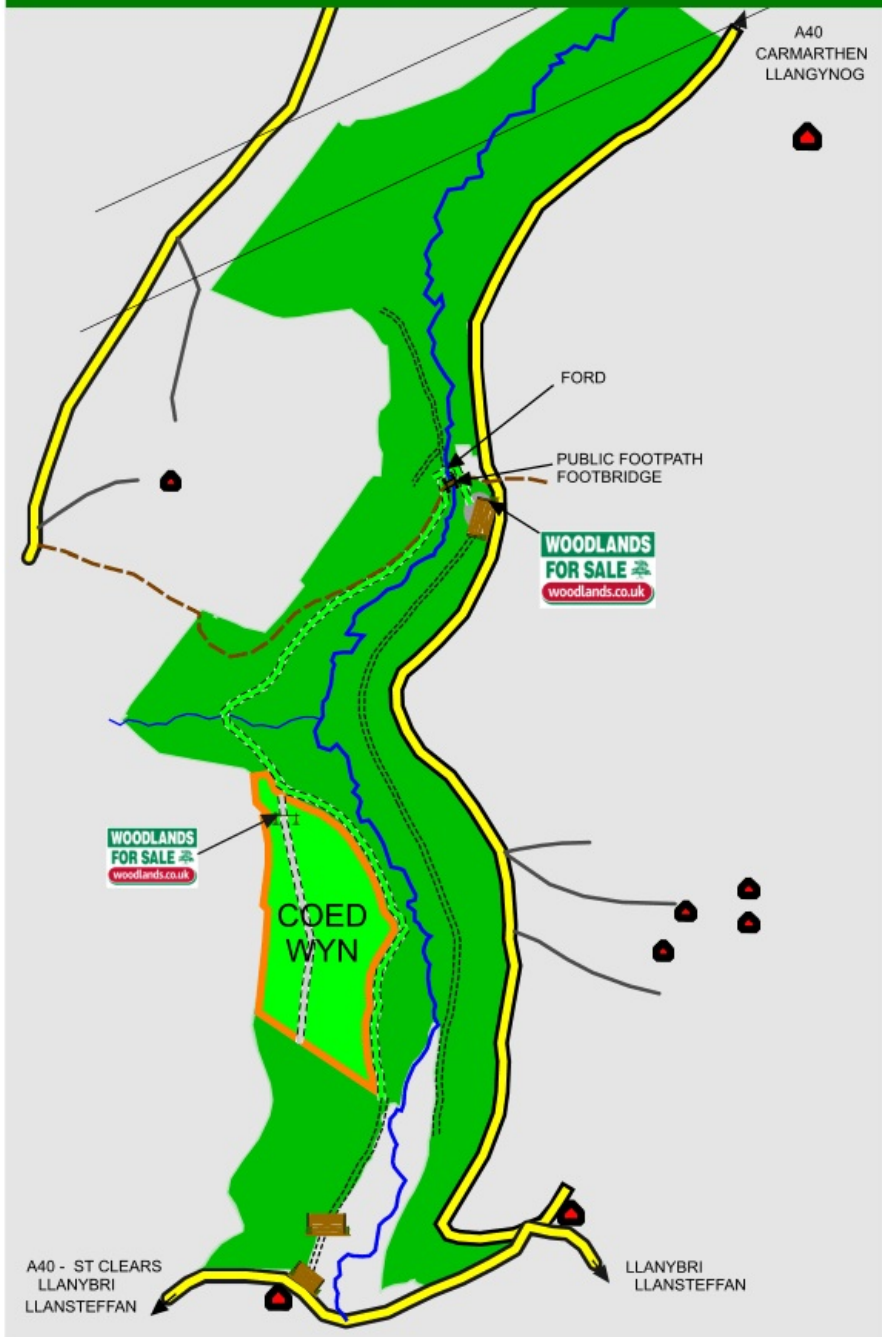 A40
CARMARTHEN
LLANGYNOG
FORD
PUBLIC FOOTPATH
FOOTBRIDGE
WOODLANDS
FOR SALE
woodlands.co.uk
WOODLANDS
FOR SALE
woodlands.co.uk
COED
WYN
A40 - ST CLEARS
LLANYBRI
LLANSTEFFAN
LLANYBRI
LLANSTEFFAN